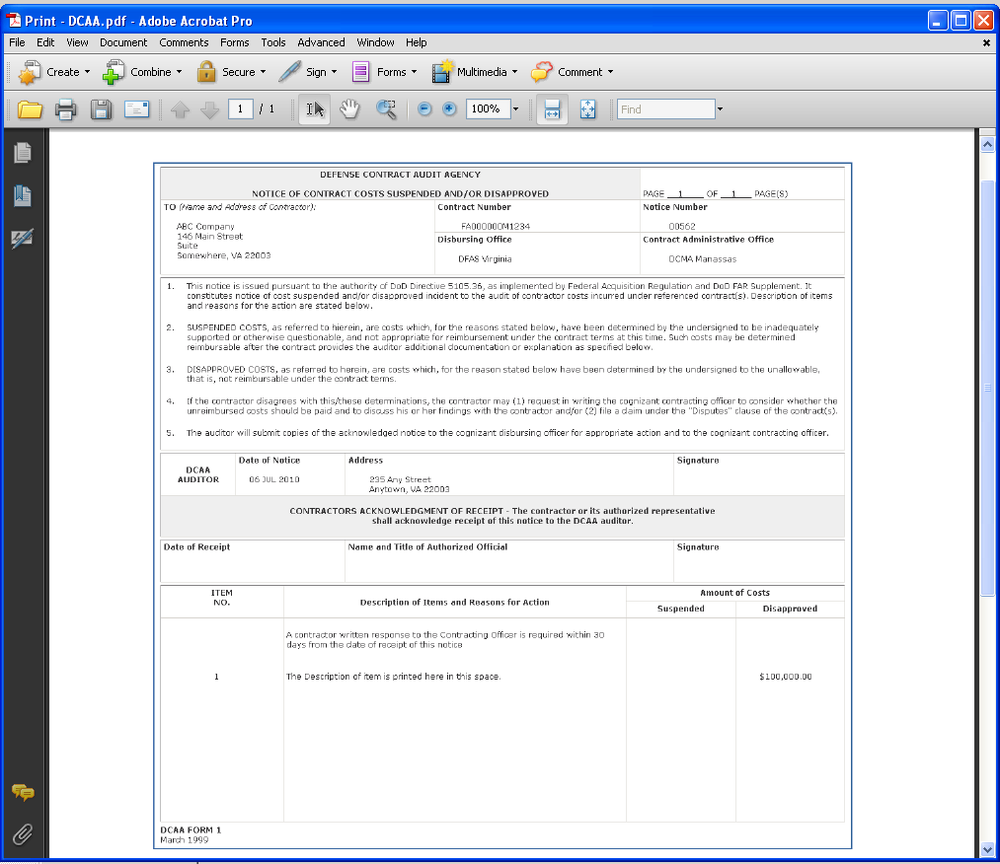 Print - DCAA.pdf - Adobe Acrobat Pro
File Edit View Document Comments Forms Tools Advanced Window Help
Create Combine Secure Sign Forms Multimedia Comment
1 / 1 100% Find
DEFENSE CONTRACT AUDIT AGENCY
NOTICE OF CONTRACT COSTS SUSPENDED AND/OR DISAPPROVED
PAGE 1 OF 1 PAGE(S)
TO (Name and Address of Contractor):
ABC Company
146 Main Street
Suite
Somewhere, VA 22003
Contract Number
FA000000M1234
Notice Number
00562
Disbursing Office
DFAS Virginia
Contract Administrative Office
DCMA Manassas
1. This notice is issued pursuant to the authority of DoD Directive 5105.36, as implemented by Federal Acquisition Regulation and DoD FAR Supplement. It
constitutes notice of cost suspended and/or disapproved incident to the audit of contractor costs incurred under referenced contract(s). Description of items
and reasons for the action are stated below.
2. SUSPENDED COSTS, as referred to hierein, are costs which, for the reasons stated below, have been determined by the undersigned to be inadequately
supported or otherwise questionable, and not appropriate for reimbursement under the contract terms at this time. Such costs may be determined
reimbursable after the contract provides the auditor additional documentation or explanation as specified below.
3. DISAPPROVED COSTS, as referred to herein, are costs which, for the reason stated below have been determined by the undersigned to the unallowable,
that is, not reimbursable under the contract terms.
4. If the contractor disagrees with this/these determinations, the contractor may (1) request in writing the cognizant contracting officer to consider whether the
unreimbursed costs should be paid and to discuss his or her findings with the contractor and/or (2) file a claim under the "Disputes" clause of the contract(s).
5. The auditor will submit copies of the acknowledged notice to the cognizant disbursing officer for appropriate action and to the cognizant contracting officer.
DCAA
AUDITOR
Date of Notice
06 JUL 2010
Address
235 Any Street
Anytown, VA 22003
Signature
CONTRACTORS ACKNOWLEDGMENT OF RECEIPT - The contractor or its authorized representative
shall acknowledge receipt of this notice to the DCAA auditor.
Date of Receipt
Name and Title of Authorized Official
Signature
ITEM
NO.
Description of Items and Reasons for Action
Amount of Costs
Suspended
Disapproved
A contractor written response to the Contracting Officer is required within 30
days from the date of receipt of this notice
1 The Description of item is printed here in this space. $100,000.00
DCAA FORM 1
March 1999